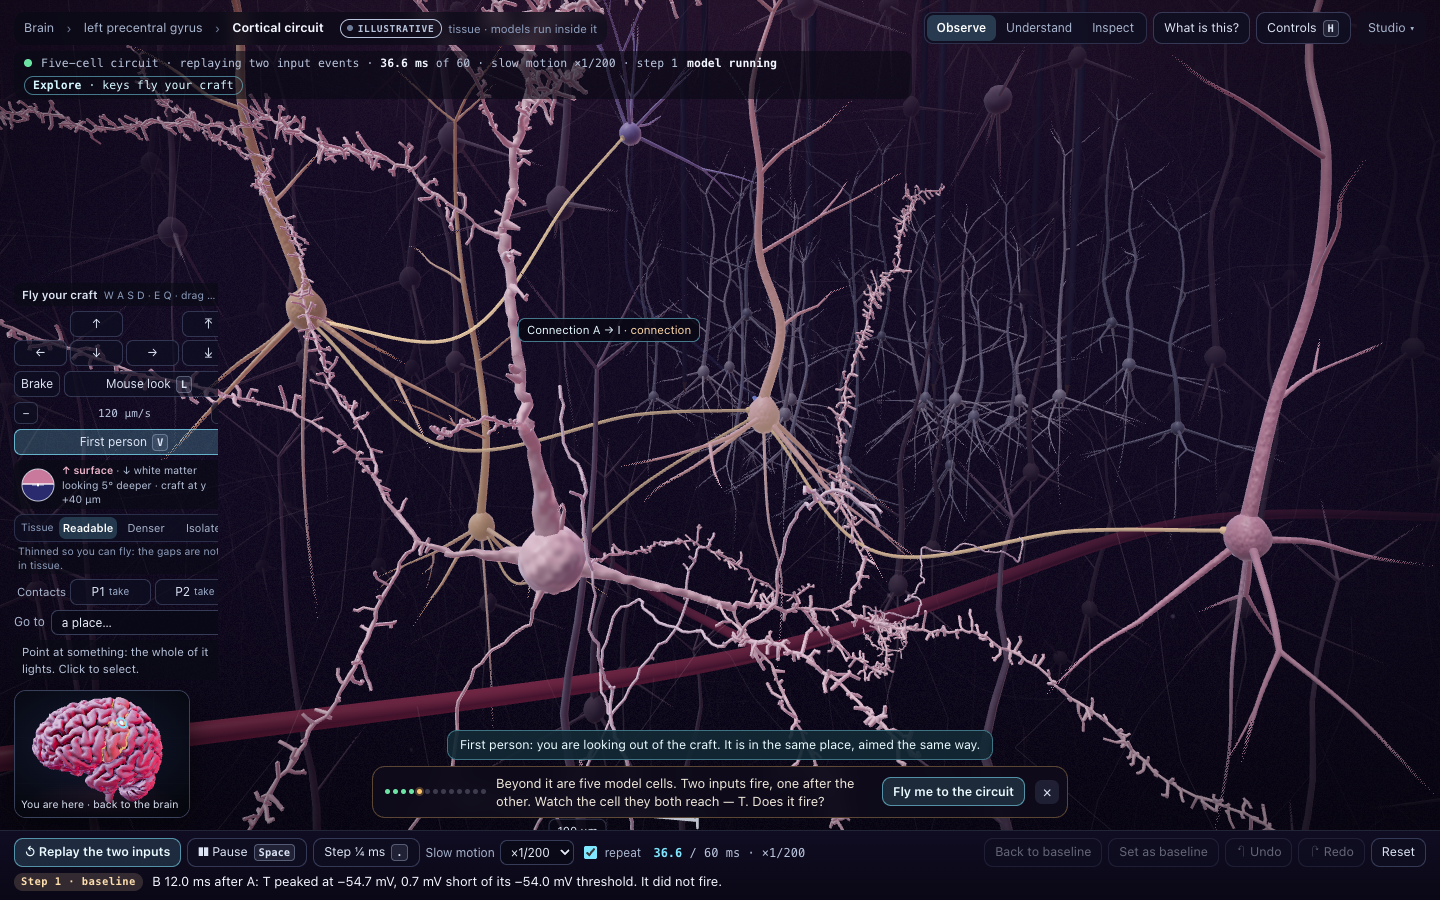 Brain › left precentral gyrus › Cortical circuit ILLUSTRATIVE tissue · models run inside it
Observe Understand Inspect What is this? Controls H Studio
Five-cell circuit · replaying two input events · 36.6 ms of 60 · slow motion ×1/200 · step 1 model running
Explore · keys fly your craft
Connection A → I · connection
Fly your craft W A S D · E Q · drag ...
↑ ⤒
← ↓ → ⤓
Brake Mouse look L
− 120 µm/s
First person V
↑ surface · ↓ white matter
looking 5° deeper · craft at y
+40 µm
Tissue Readable Denser Isolate
Thinned so you can fly: the gaps are not
in tissue.
Contacts P1 take P2 take
Go to a place...
Point at something: the whole of it
lights. Click to select.
You are here · back to the brain
First person: you are looking out of the craft. It is in the same place, aimed the same way.
Beyond it are five model cells. Two inputs fire, one after the
other. Watch the cell they both reach — T. Does it fire?
Fly me to the circuit ×
Replay the two inputs Pause Space Step ¼ ms . Slow motion ×1/200 repeat 36.6 / 60 ms · ×1/200
Back to baseline Set as baseline Undo Redo Reset
Step 1 · baseline B 12.0 ms after A: T peaked at −54.7 mV, 0.7 mV short of its −54.0 mV threshold. It did not fire.